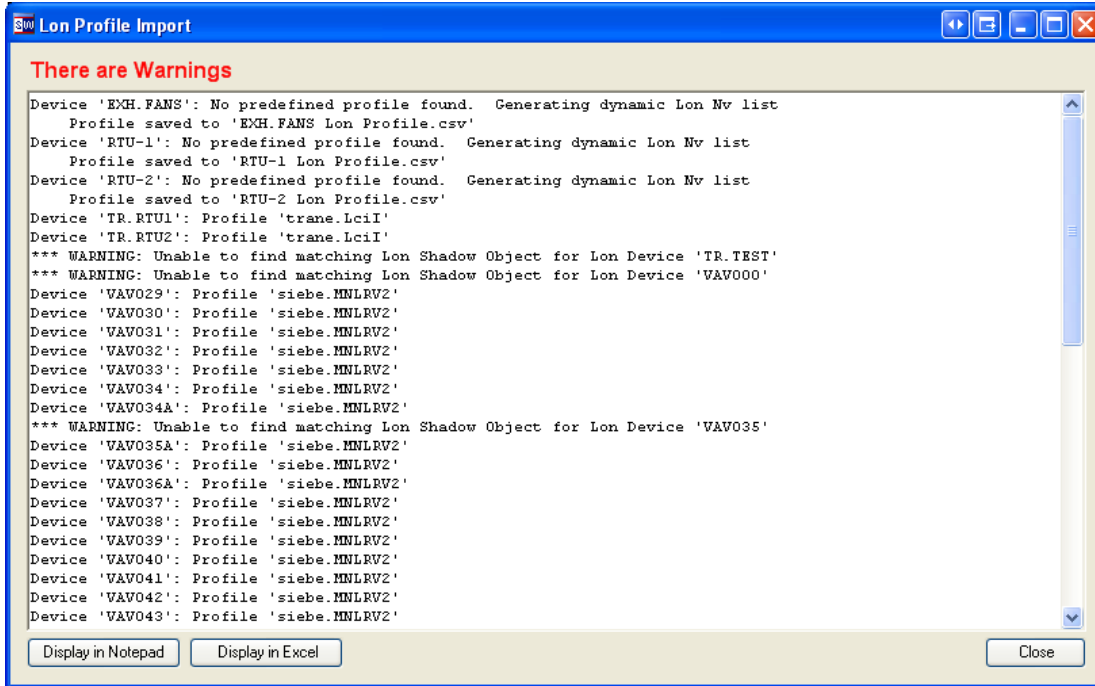 SW Lon Profile Import
There are Warnings
Device 'EXH.FANS': No predefined profile found.  Generating dynamic Lon Nv list
    Profile saved to 'EXH.FANS Lon Profile.csv'
Device 'RTU-1': No predefined profile found.  Generating dynamic Lon Nv list
    Profile saved to 'RTU-1 Lon Profile.csv'
Device 'RTU-2': No predefined profile found.  Generating dynamic Lon Nv list
    Profile saved to 'RTU-2 Lon Profile.csv'
Device 'TR.RTU1': Profile 'trane.LciI'
Device 'TR.RTU2': Profile 'trane.LciI'
*** WARNING: Unable to find matching Lon Shadow Object for Lon Device 'TR.TEST'
*** WARNING: Unable to find matching Lon Shadow Object for Lon Device 'VAV000'
Device 'VAV029': Profile 'siebe.MNLRV2'
Device 'VAV030': Profile 'siebe.MNLRV2'
Device 'VAV031': Profile 'siebe.MNLRV2'
Device 'VAV032': Profile 'siebe.MNLRV2'
Device 'VAV033': Profile 'siebe.MNLRV2'
Device 'VAV034': Profile 'siebe.MNLRV2'
Device 'VAV034A': Profile 'siebe.MNLRV2'
*** WARNING: Unable to find matching Lon Shadow Object for Lon Device 'VAV035'
Device 'VAV035A': Profile 'siebe.MNLRV2'
Device 'VAV036': Profile 'siebe.MNLRV2'
Device 'VAV036A': Profile 'siebe.MNLRV2'
Device 'VAV037': Profile 'siebe.MNLRV2'
Device 'VAV038': Profile 'siebe.MNLRV2'
Device 'VAV039': Profile 'siebe.MNLRV2'
Device 'VAV040': Profile 'siebe.MNLRV2'
Device 'VAV041': Profile 'siebe.MNLRV2'
Device 'VAV042': Profile 'siebe.MNLRV2'
Device 'VAV043': Profile 'siebe.MNLRV2'
Display in Notepad Display in Excel Close